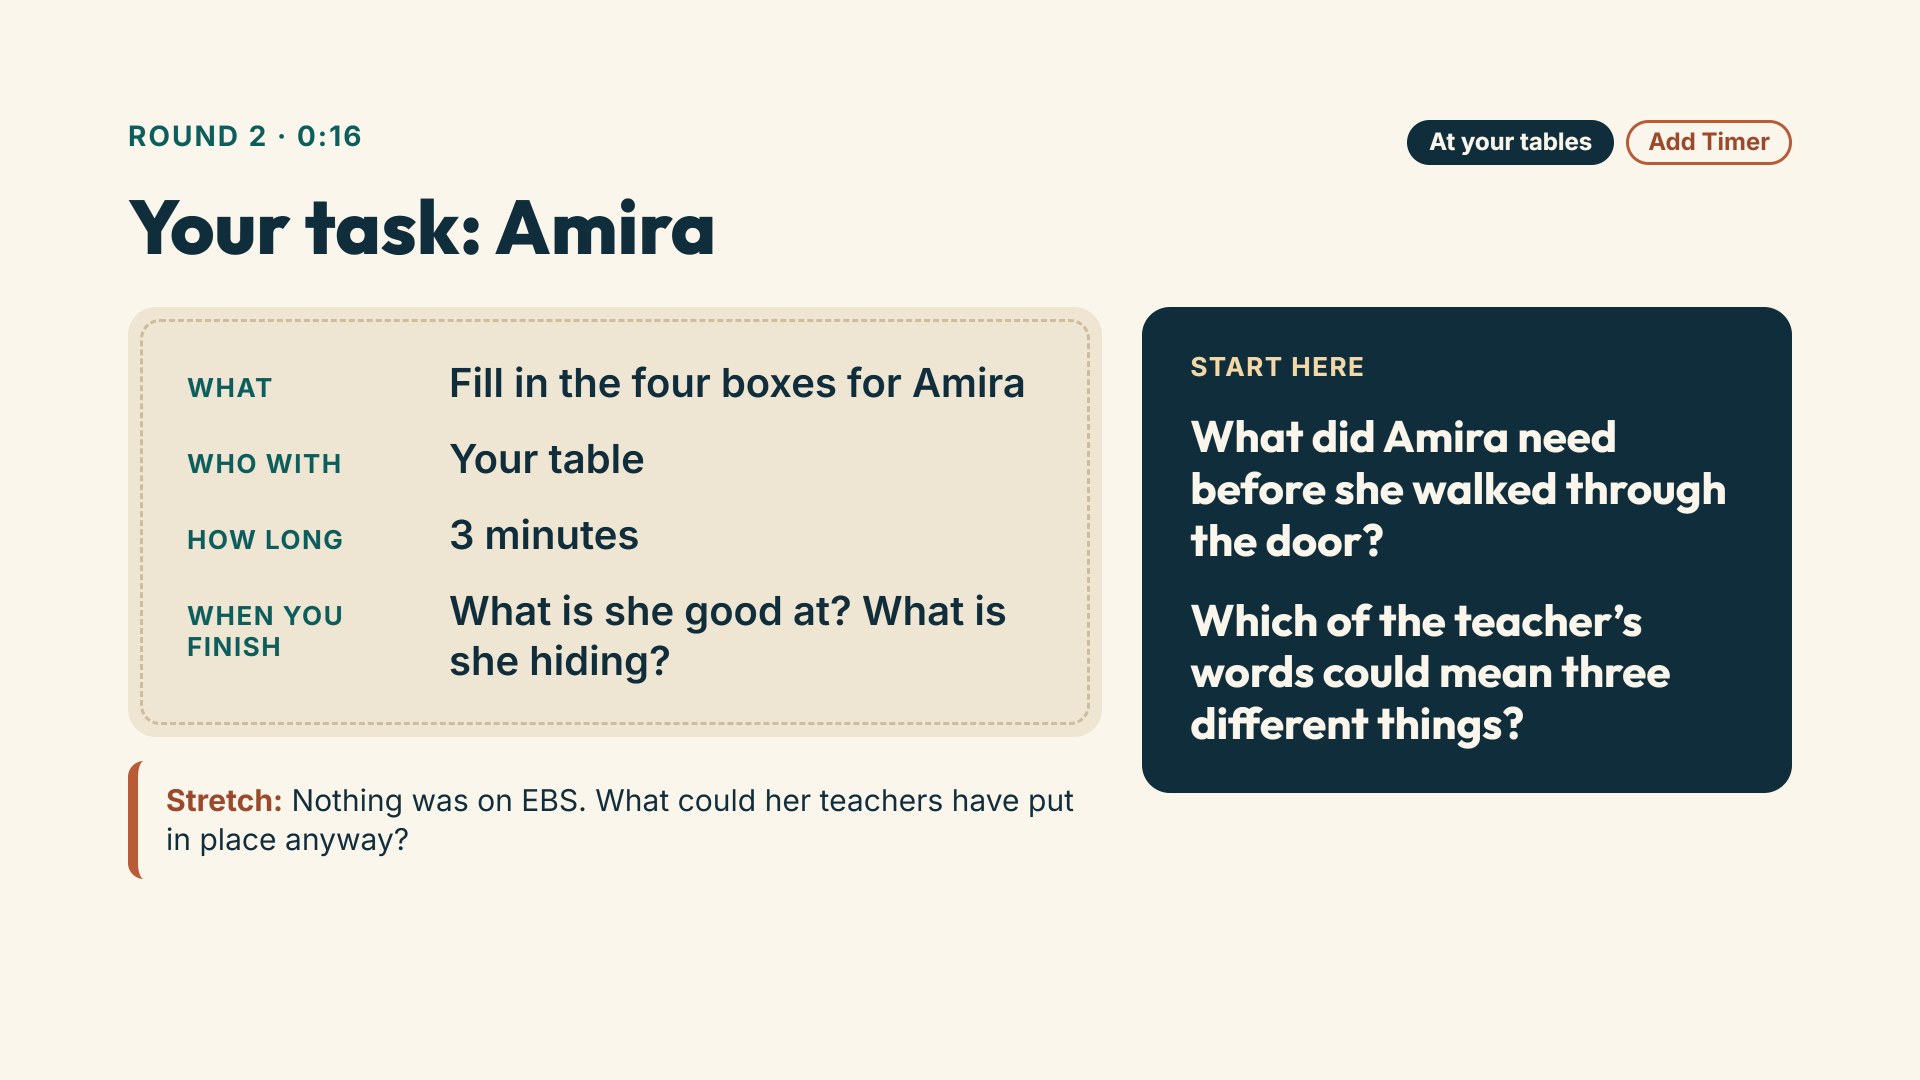 ROUND 2 · 0:16
At your tables
Add Timer
Your task: Amira
WHAT
Fill in the four boxes for Amira
WHO WITH
Your table
HOW LONG
3 minutes
WHEN YOU
FINISH
What is she good at? What is
she hiding?
Stretch: Nothing was on EBS. What could her teachers have put
in place anyway?
START HERE
What did Amira need
before she walked through
the door?
Which of the teacher’s
words could mean three
different things?